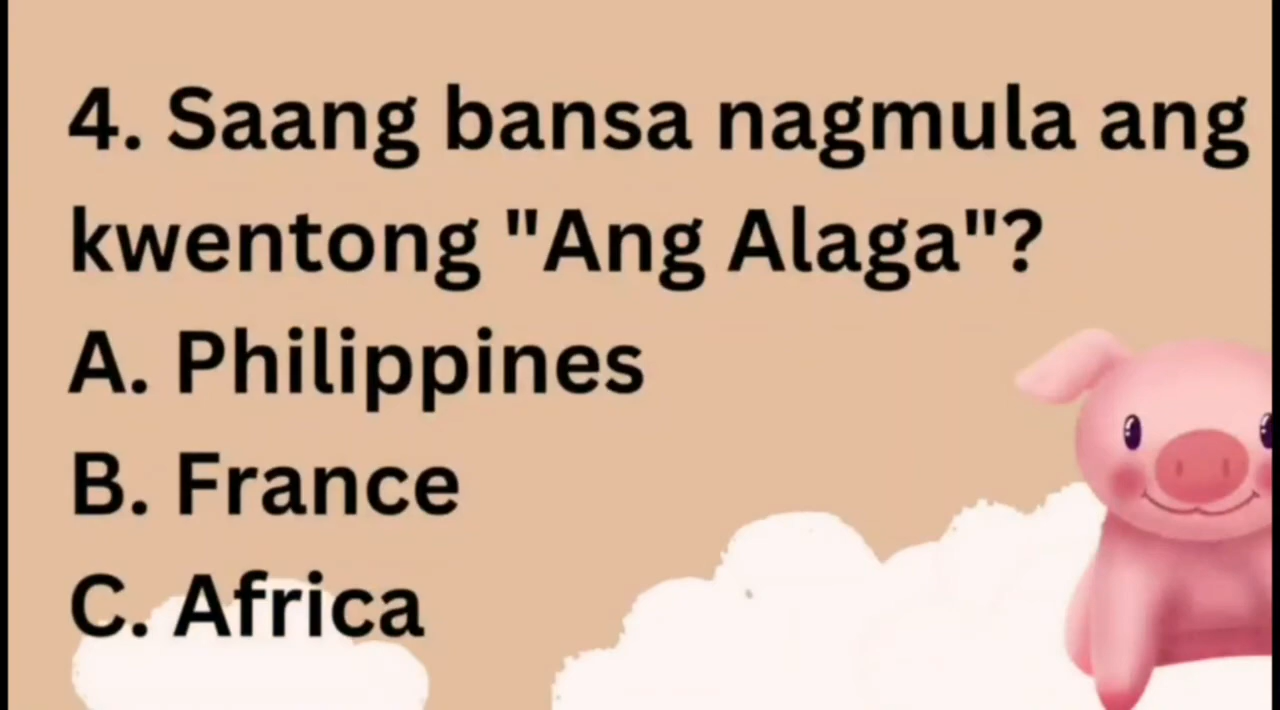 4. Saang bansa nagmula ang
kwentong "Ang Alaga"?
A. Philippines
B. France
C. Africa